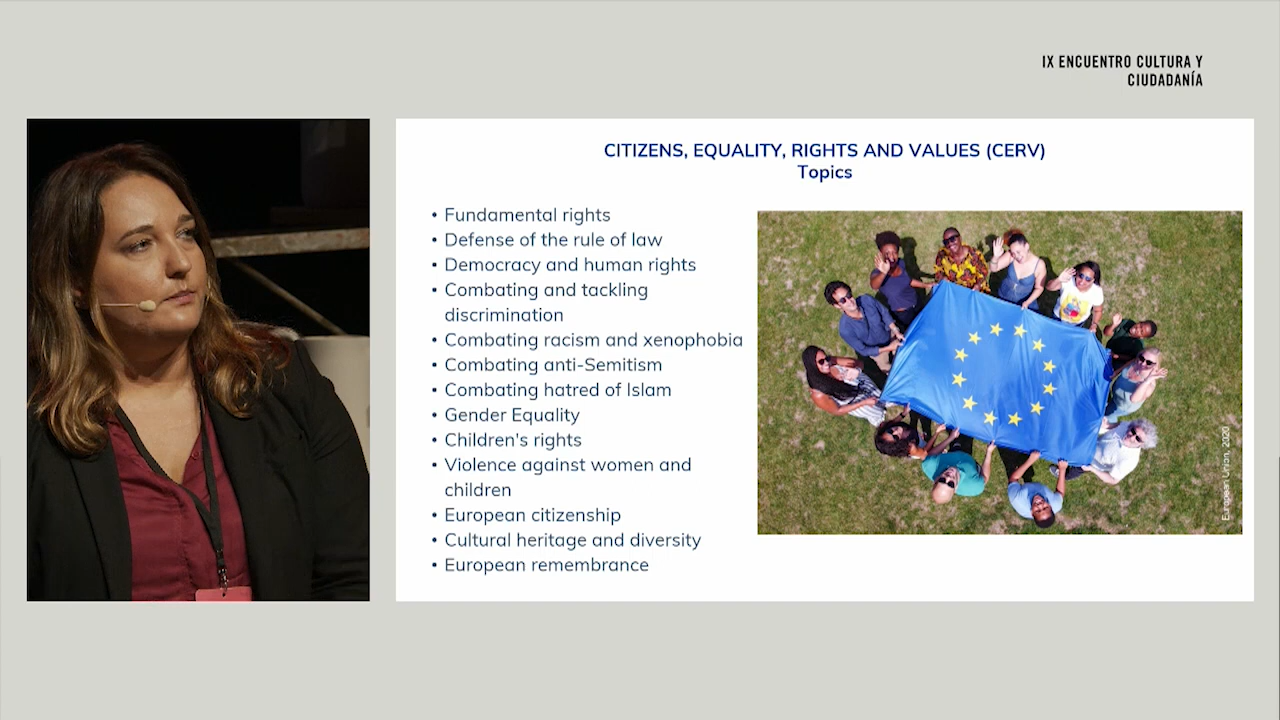 IX ENCUENTRO CULTURA Y
CIUDADANÍA
CITIZENS, EQUALITY, RIGHTS AND VALUES (CERV)
Topics
• Fundamental rights
• Defense of the rule of law
• Democracy and human rights
• Combating and tackling
discrimination
• Combating racism and xenophobia
• Combating anti-Semitism
• Combating hatred of Islam
• Gender Equality
• Children's rights
• Violence against women and
children
• European citizenship
• Cultural heritage and diversity
• European remembrance
European Union, 2020